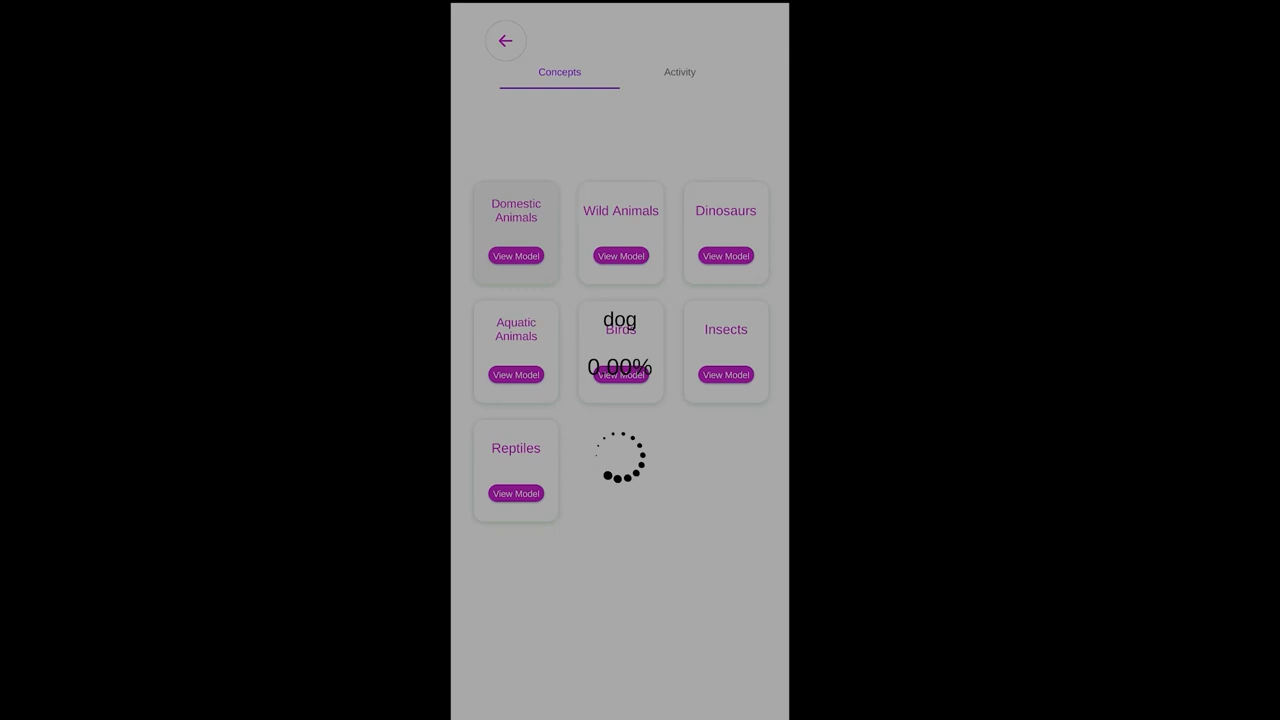 Concepts Activity
Domestic
Animals
View Model
Wild Animals
View Model
Dinosaurs
View Model
Aquatic
Animals
View Model
dog
Birds
0.00%
View Model
Insects
View Model
Reptiles
View Model